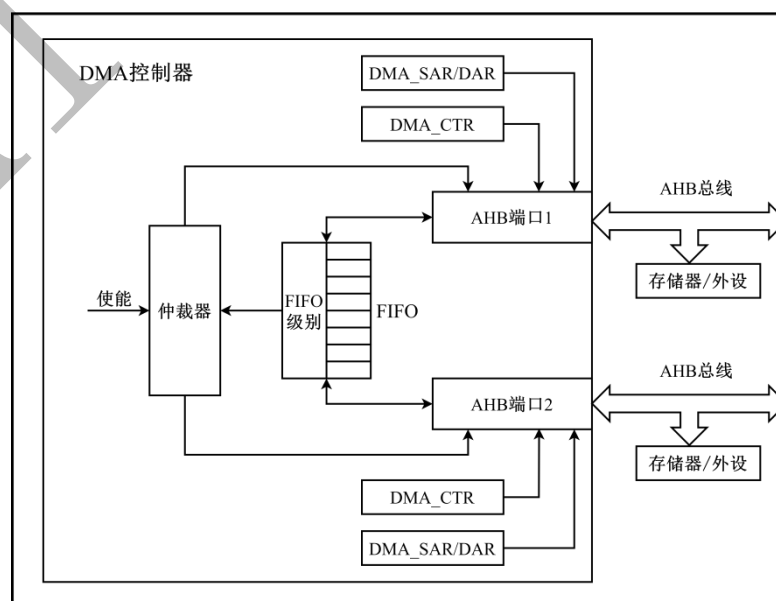 DMA控制器
DMA_SAR/DAR
DMA_CTR
AHB总线
AHB端口1
存储器/外设
使能
仲裁器
FIFO
级别
FIFO
AHB总线
AHB端口2
存储器/外设
DMA_CTR
DMA_SAR/DAR